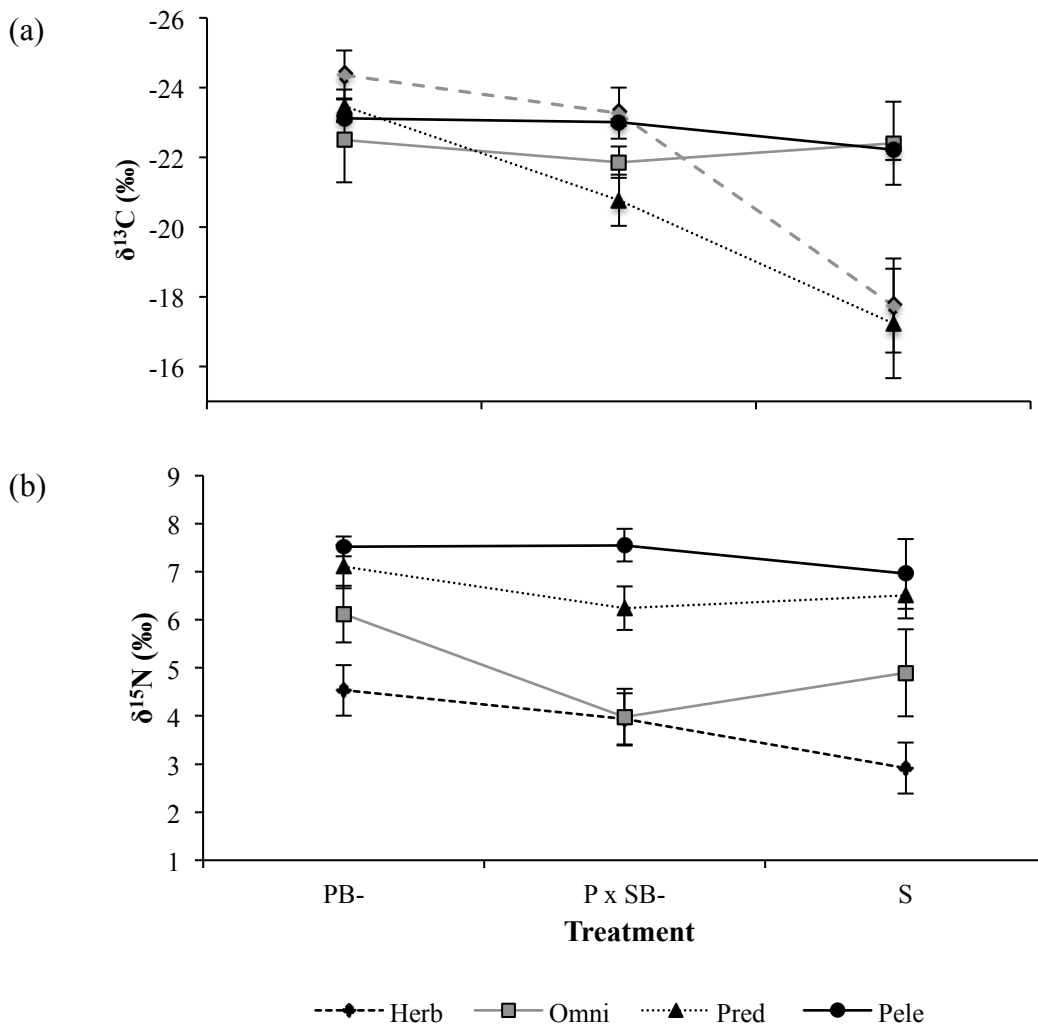 (a)
-26
-24
-22
-20
-18
-16
δ¹³C (‰)
(b)
9
8
7
6
5
4
3
2
1
δ¹⁵N (‰)
PB- P x SB- S
Treatment
Herb Omni Pred Pele